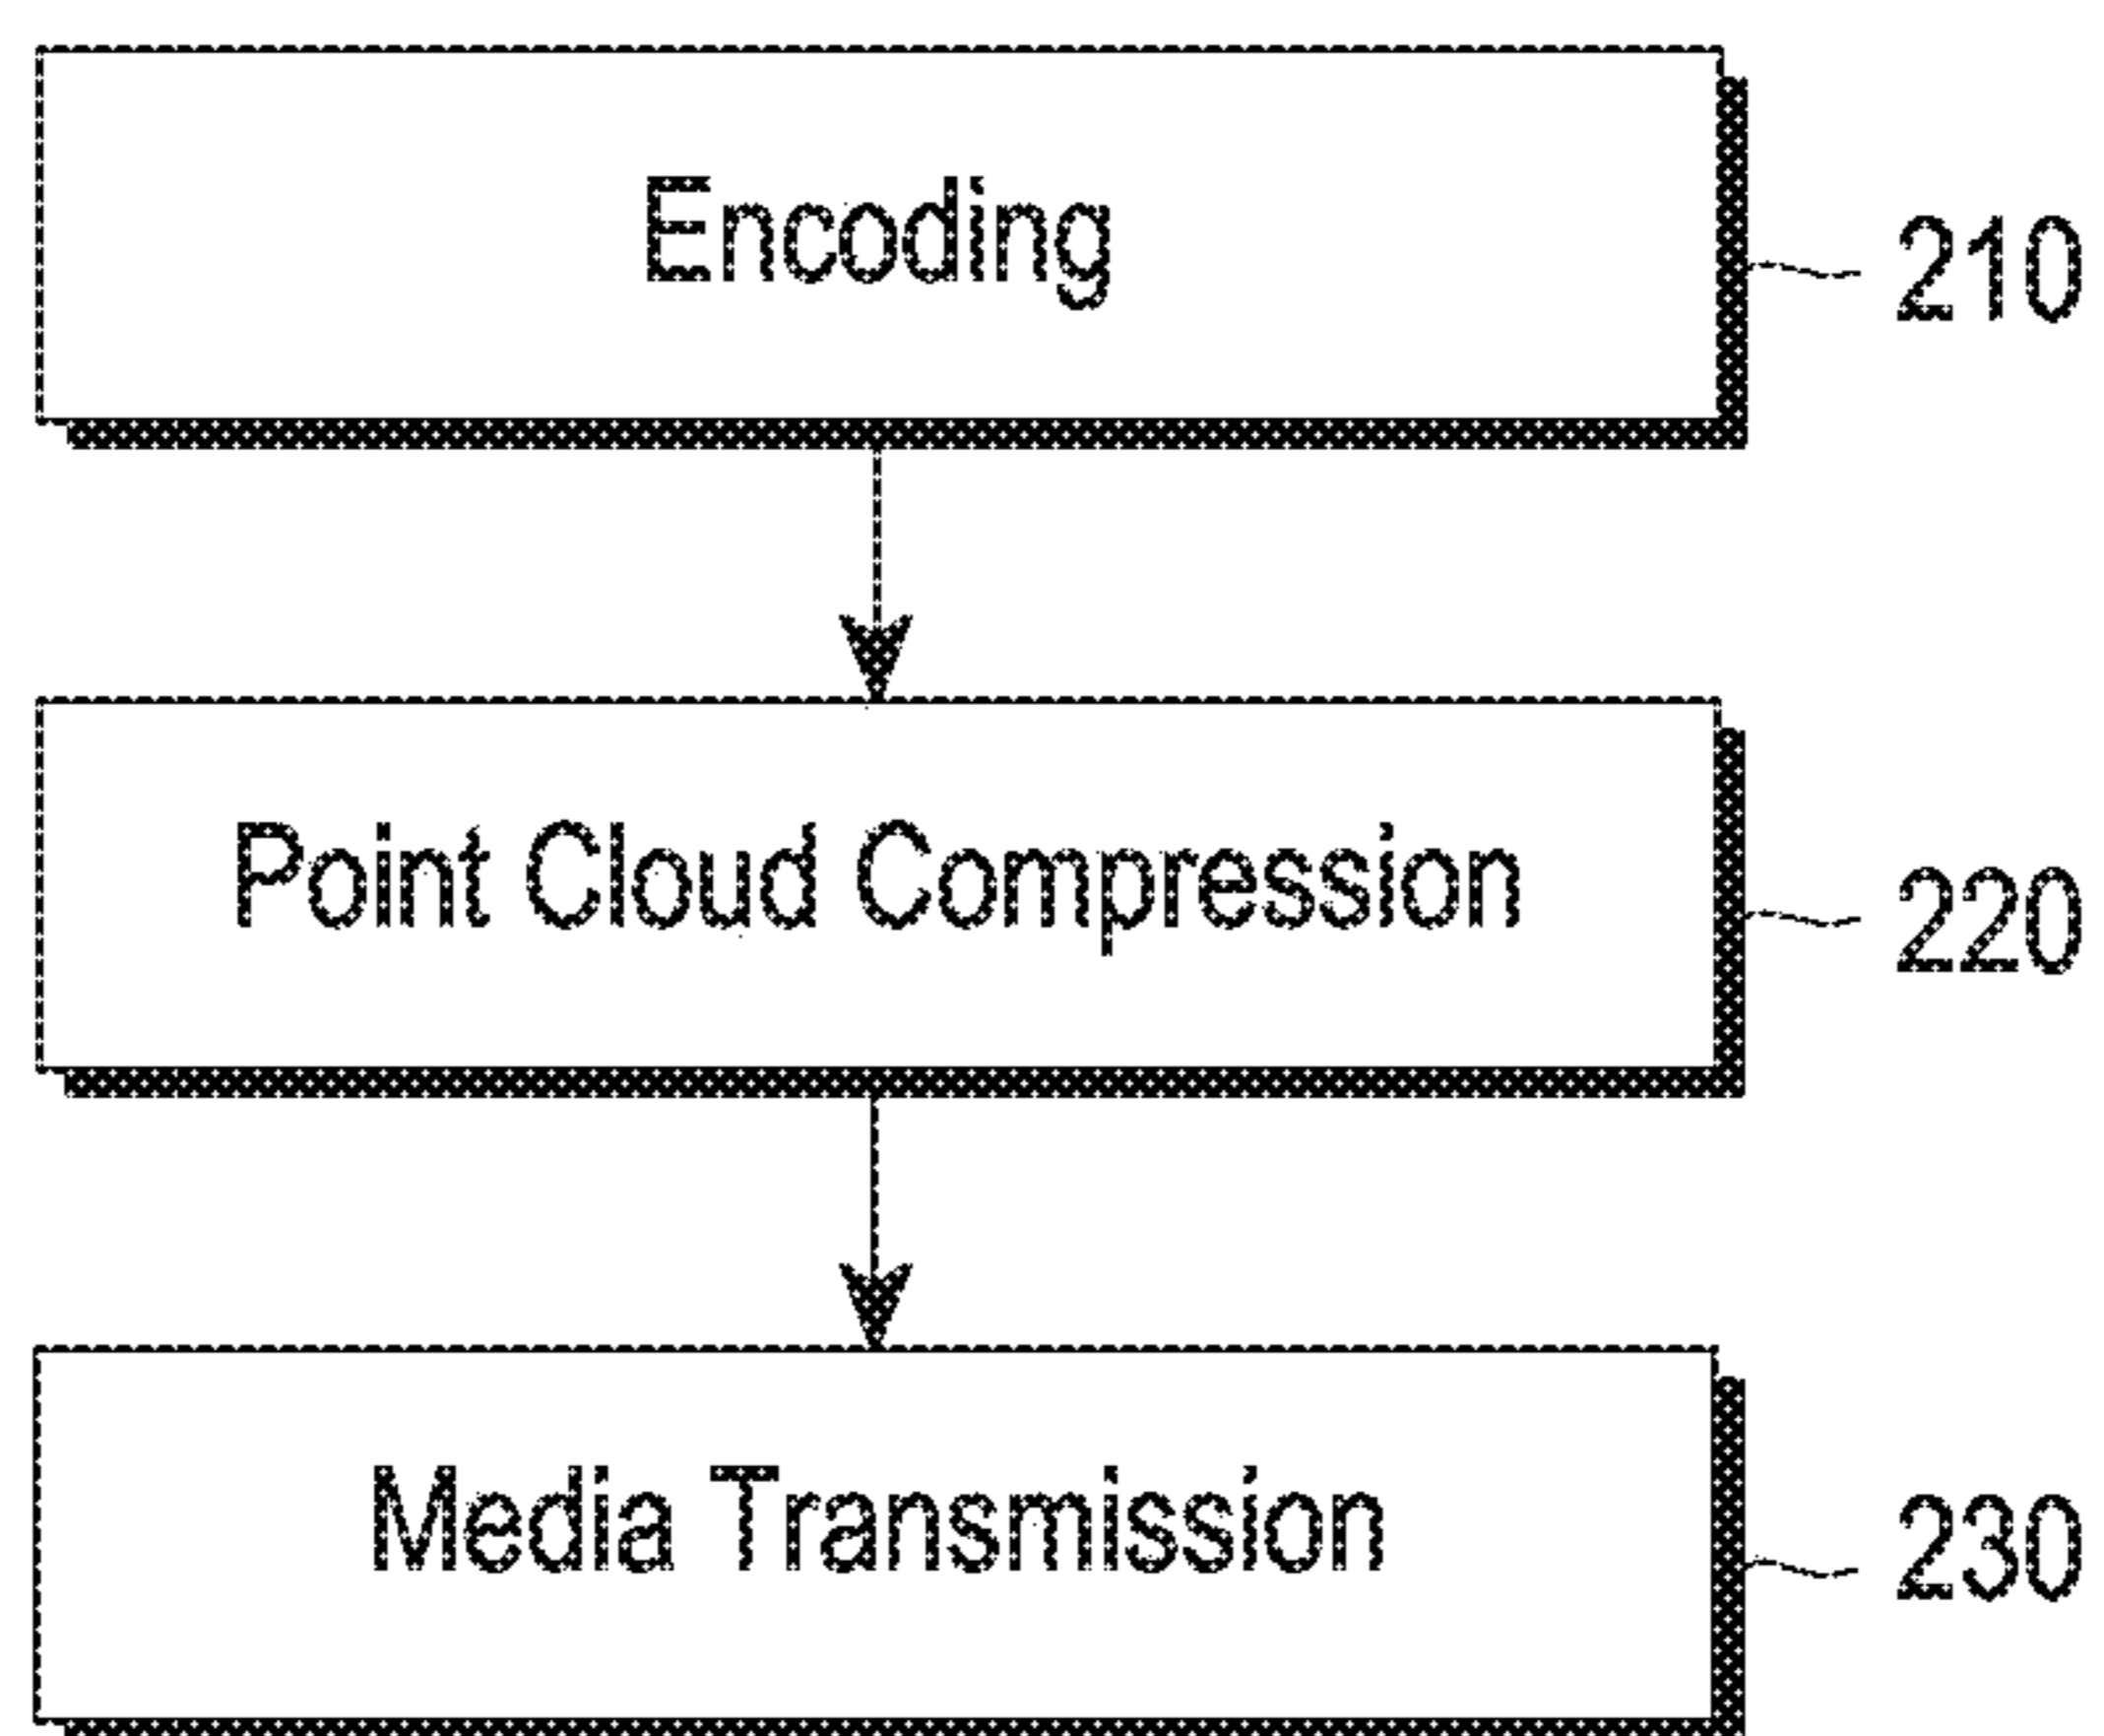 Encoding
210
Point Cloud Compression
220
Media Transmission
230